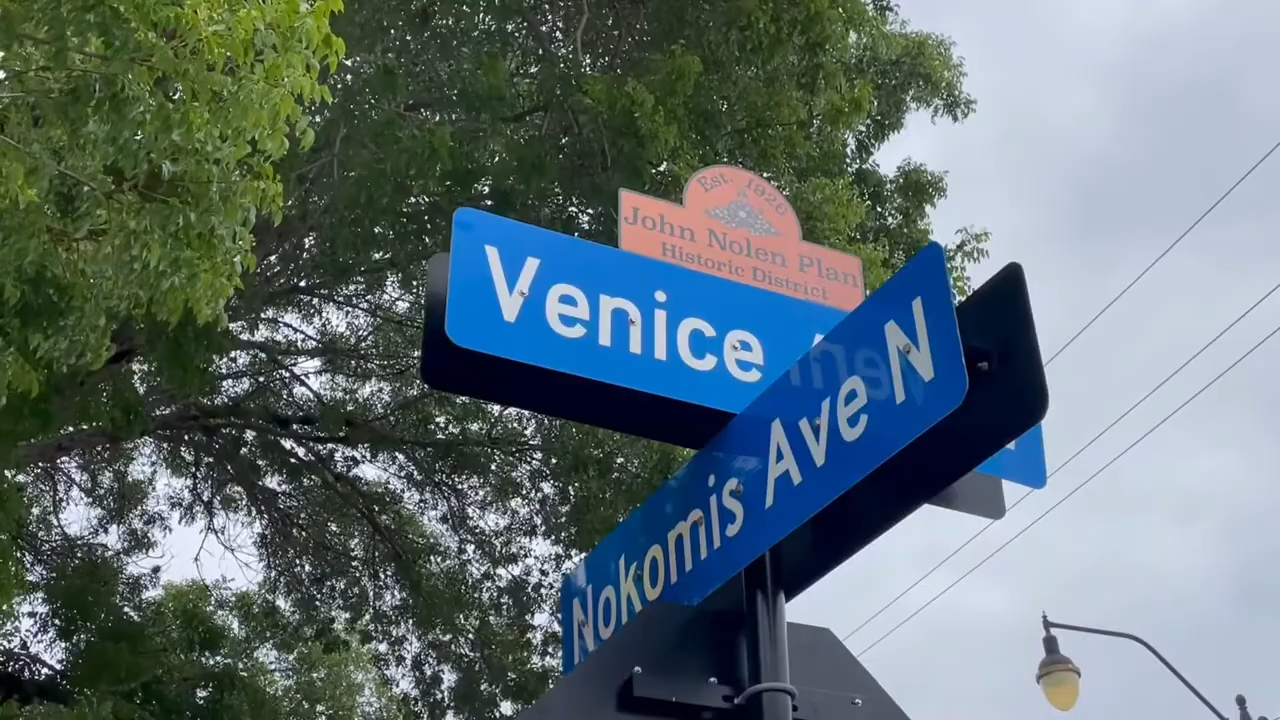 Est. 1926
John Nolen Plan
Historic District
Venice
Nokomis Ave N